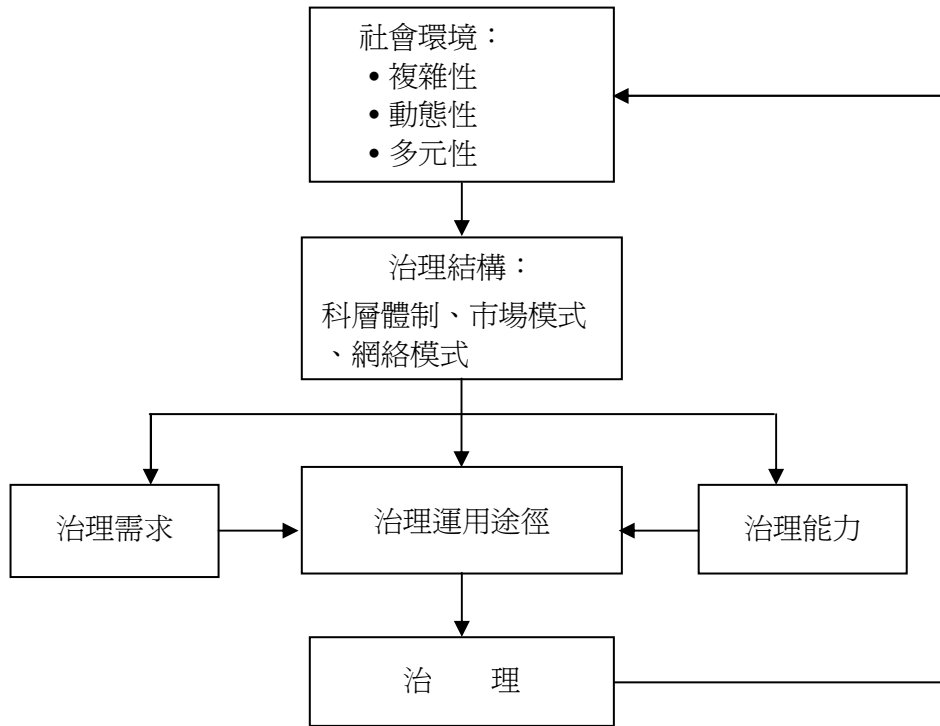 社會環境：
•複雜性
•動態性
•多元性
治理結構：
科層體制、市場模式
、網絡模式
治理需求
治理運用途徑
治理能力
治　　理